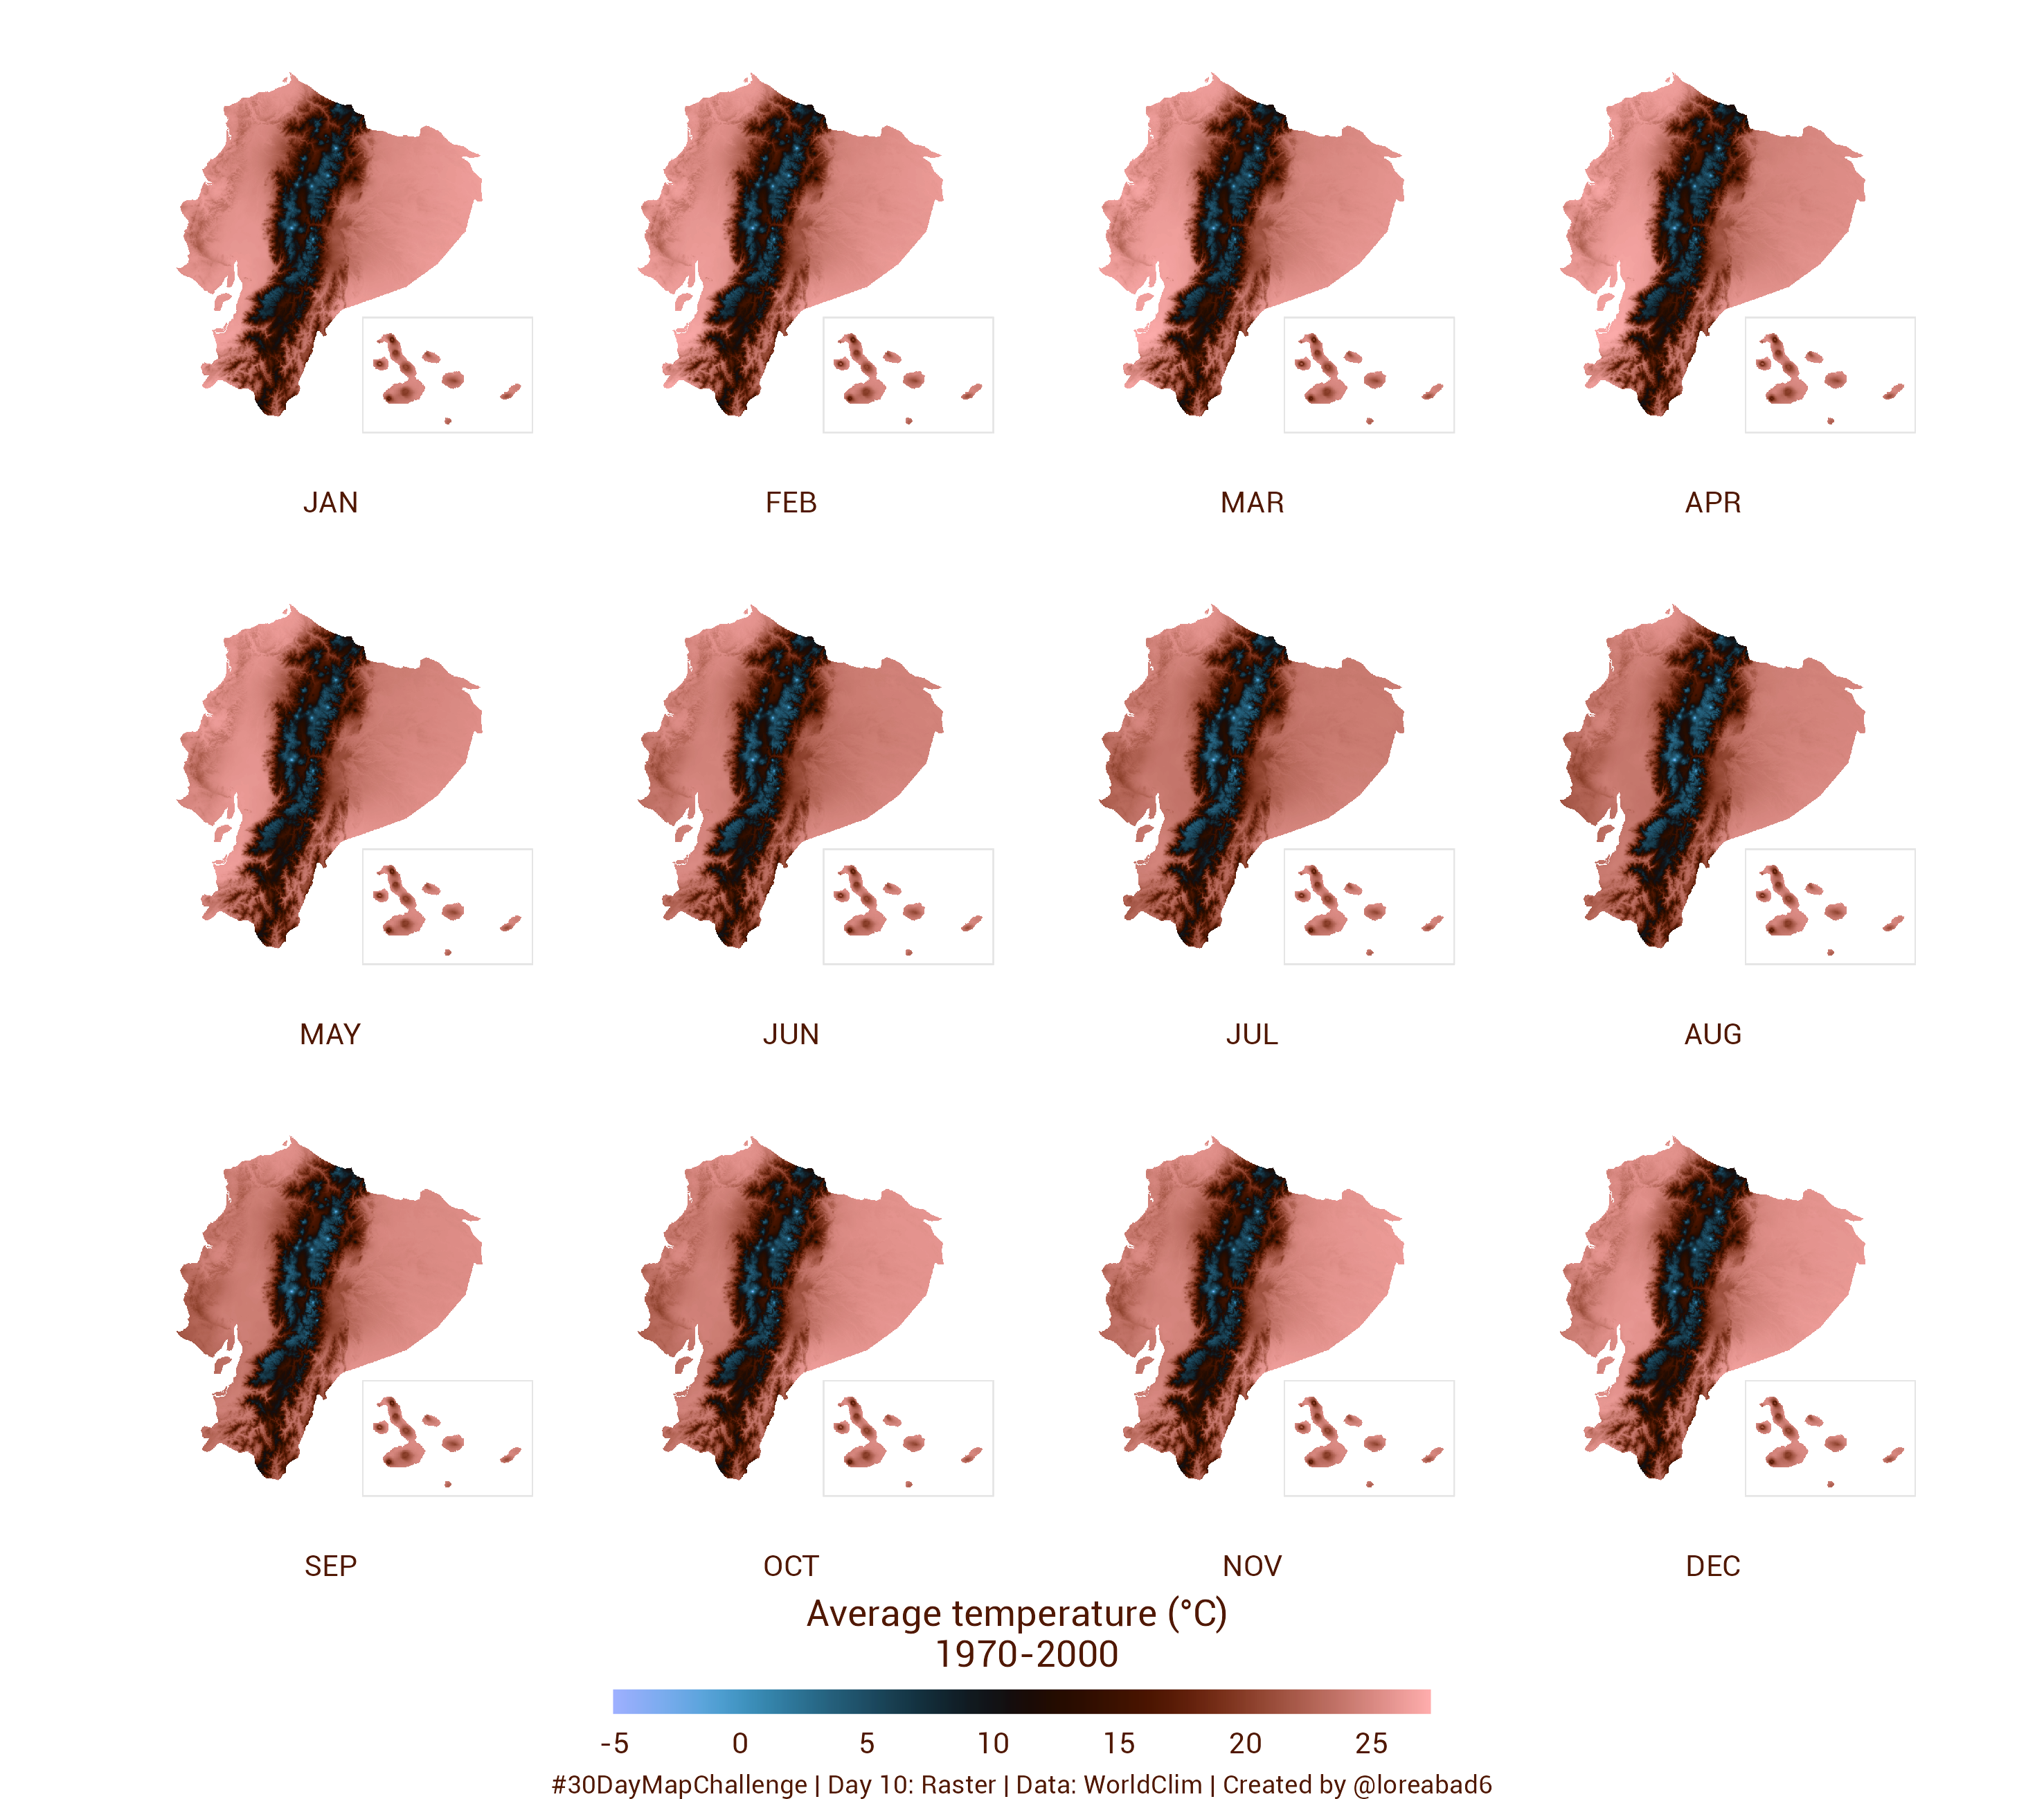 JAN FEB MAR APR
MAY JUN JUL AUG
SEP OCT NOV DEC
Average temperature (°C)
1970-2000
-5 0 5 10 15 20 25
#30DayMapChallenge | Day 10: Raster | Data: WorldClim | Created by @loreabad6